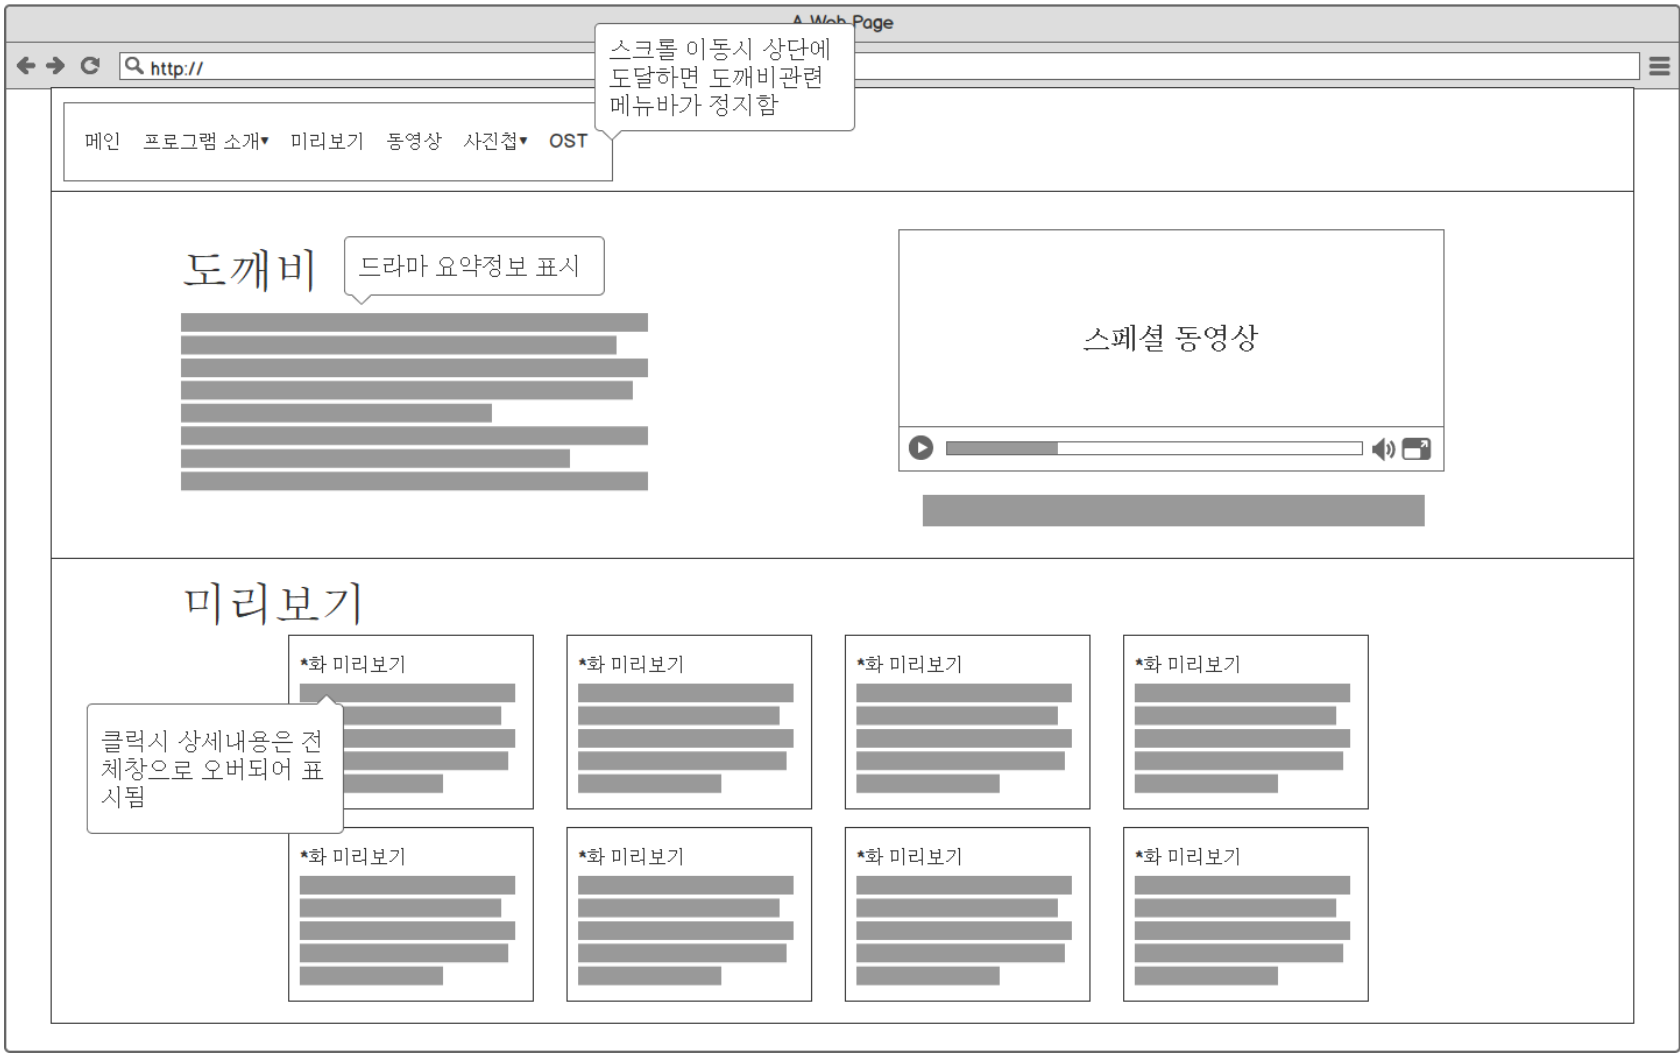 A Web Page
http://
스크롤 이동시 상단에
도달하면 도깨비관련
메뉴바가 정지함
메인 프로그램 소개▾ 미리보기 동영상 사진첩▾ OST
도깨비
드라마 요약정보 표시
스페셜 동영상
미리보기
*화 미리보기 *화 미리보기 *화 미리보기 *화 미리보기
클릭시 상세내용은 전
체창으로 오버되어 표
시됨
*화 미리보기 *화 미리보기 *화 미리보기 *화 미리보기